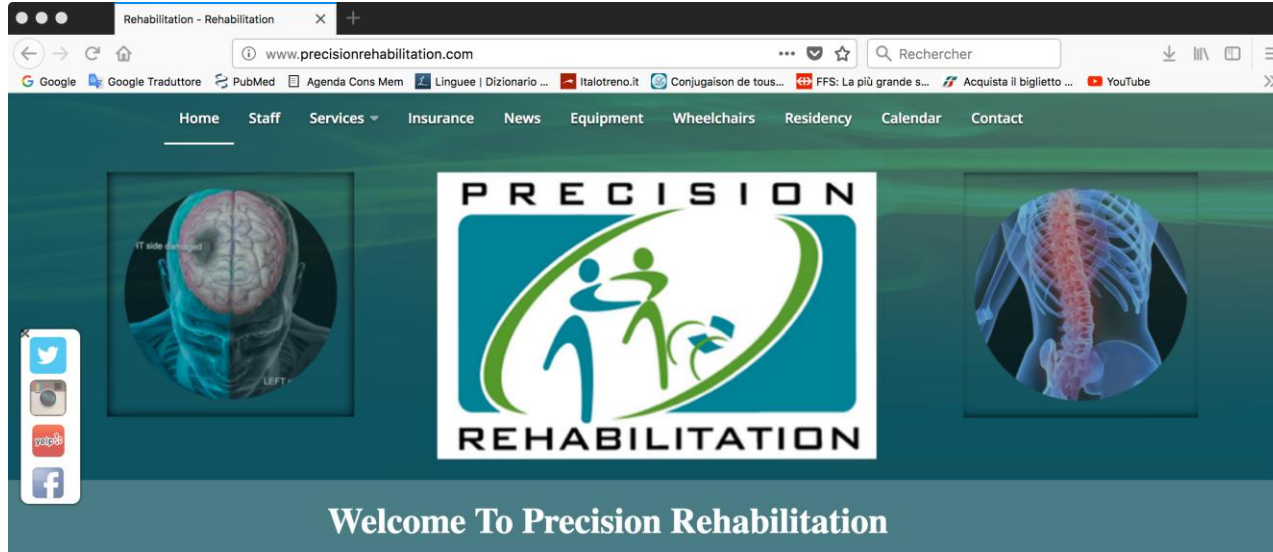 Rehabilitation - Rehabilitation
www.precisionrehabilitation.com
Rechercher
Google Google Traduttore PubMed Agenda Cons Mem Linguee | Dizionario ... Italotreno.it Conjugaison de tous... FFS: La più grande s... Acquista il biglietto ... YouTube
Home Staff Services Insurance News Equipment Wheelchairs Residency Calendar Contact
PRECISION
REHABILITATION
IT side damaged
LEFT
yelp
Welcome To Precision Rehabilitation